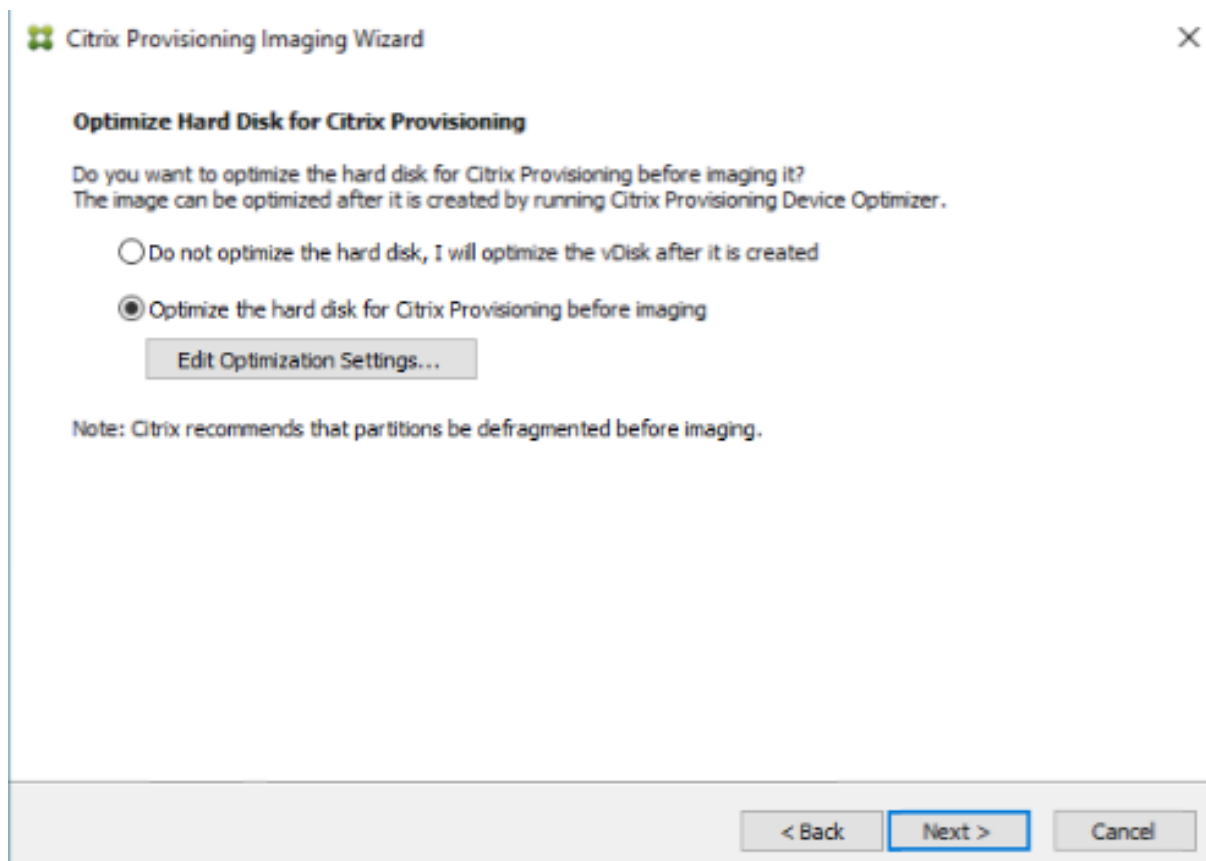 Citrix Provisioning Imaging Wizard
Optimize Hard Disk for Citrix Provisioning
Do you want to optimize the hard disk for Citrix Provisioning before imaging it?
The image can be optimized after it is created by running Citrix Provisioning Device Optimizer.
Do not optimize the hard disk, I will optimize the vDisk after it is created
Optimize the hard disk for Citrix Provisioning before imaging
Edit Optimization Settings...
Note: Citrix recommends that partitions be defragmented before imaging.
< Back Next > Cancel